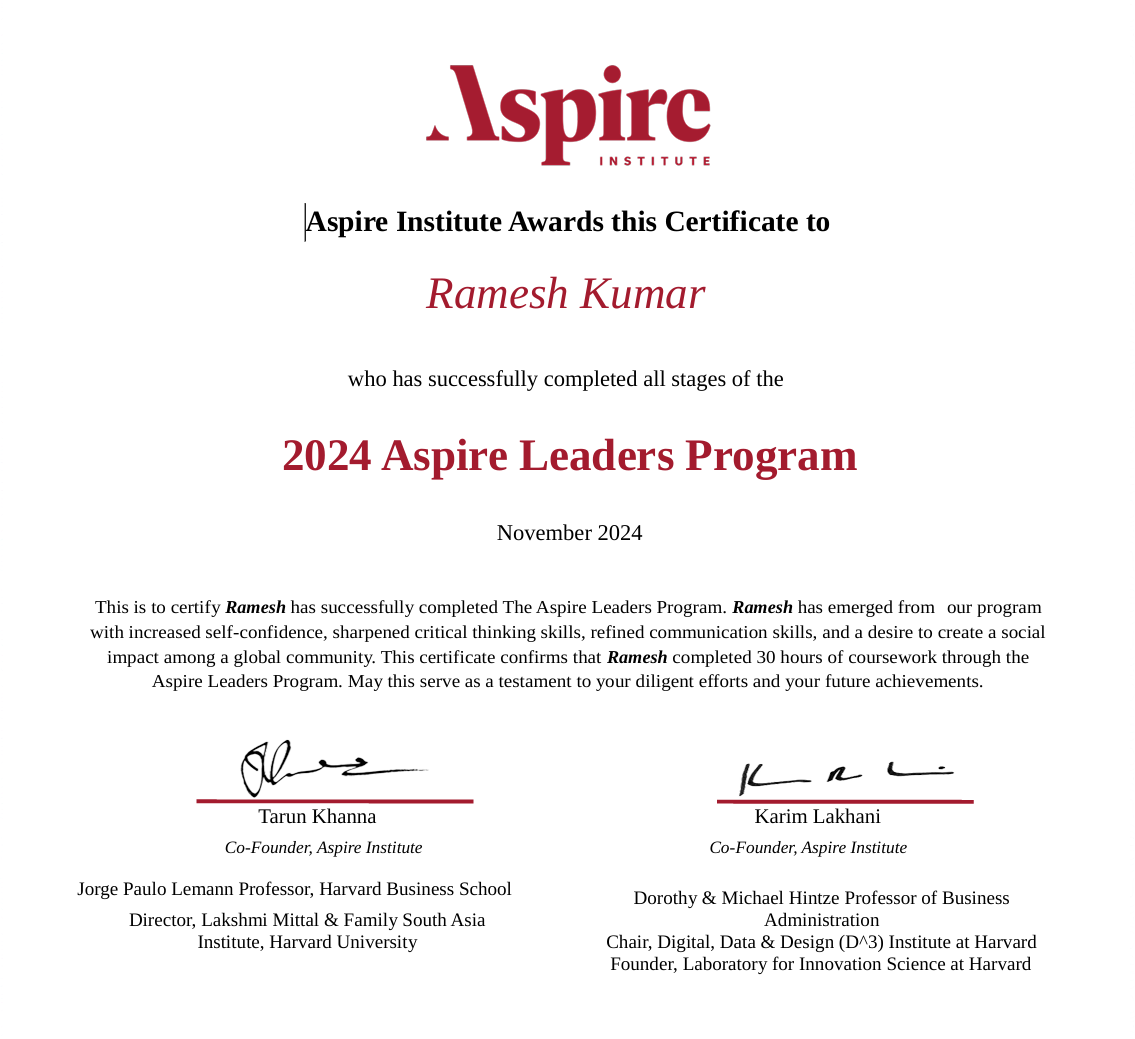 Aspire
INSTITUTE
Aspire Institute Awards this Certificate to
Ramesh Kumar
who has successfully completed all stages of the
2024 Aspire Leaders Program
November 2024
This is to certify Ramesh has successfully completed The Aspire Leaders Program. Ramesh has emerged from our program
with increased self-confidence, sharpened critical thinking skills, refined communication skills, and a desire to create a social
impact among a global community. This certificate confirms that Ramesh completed 30 hours of coursework through the
Aspire Leaders Program. May this serve as a testament to your diligent efforts and your future achievements.
Tarun Khanna
Co-Founder, Aspire Institute
Jorge Paulo Lemann Professor, Harvard Business School
Director, Lakshmi Mittal & Family South Asia
Institute, Harvard University
Karim Lakhani
Co-Founder, Aspire Institute
Dorothy & Michael Hintze Professor of Business
Administration
Chair, Digital, Data & Design (D^3) Institute at Harvard
Founder, Laboratory for Innovation Science at Harvard